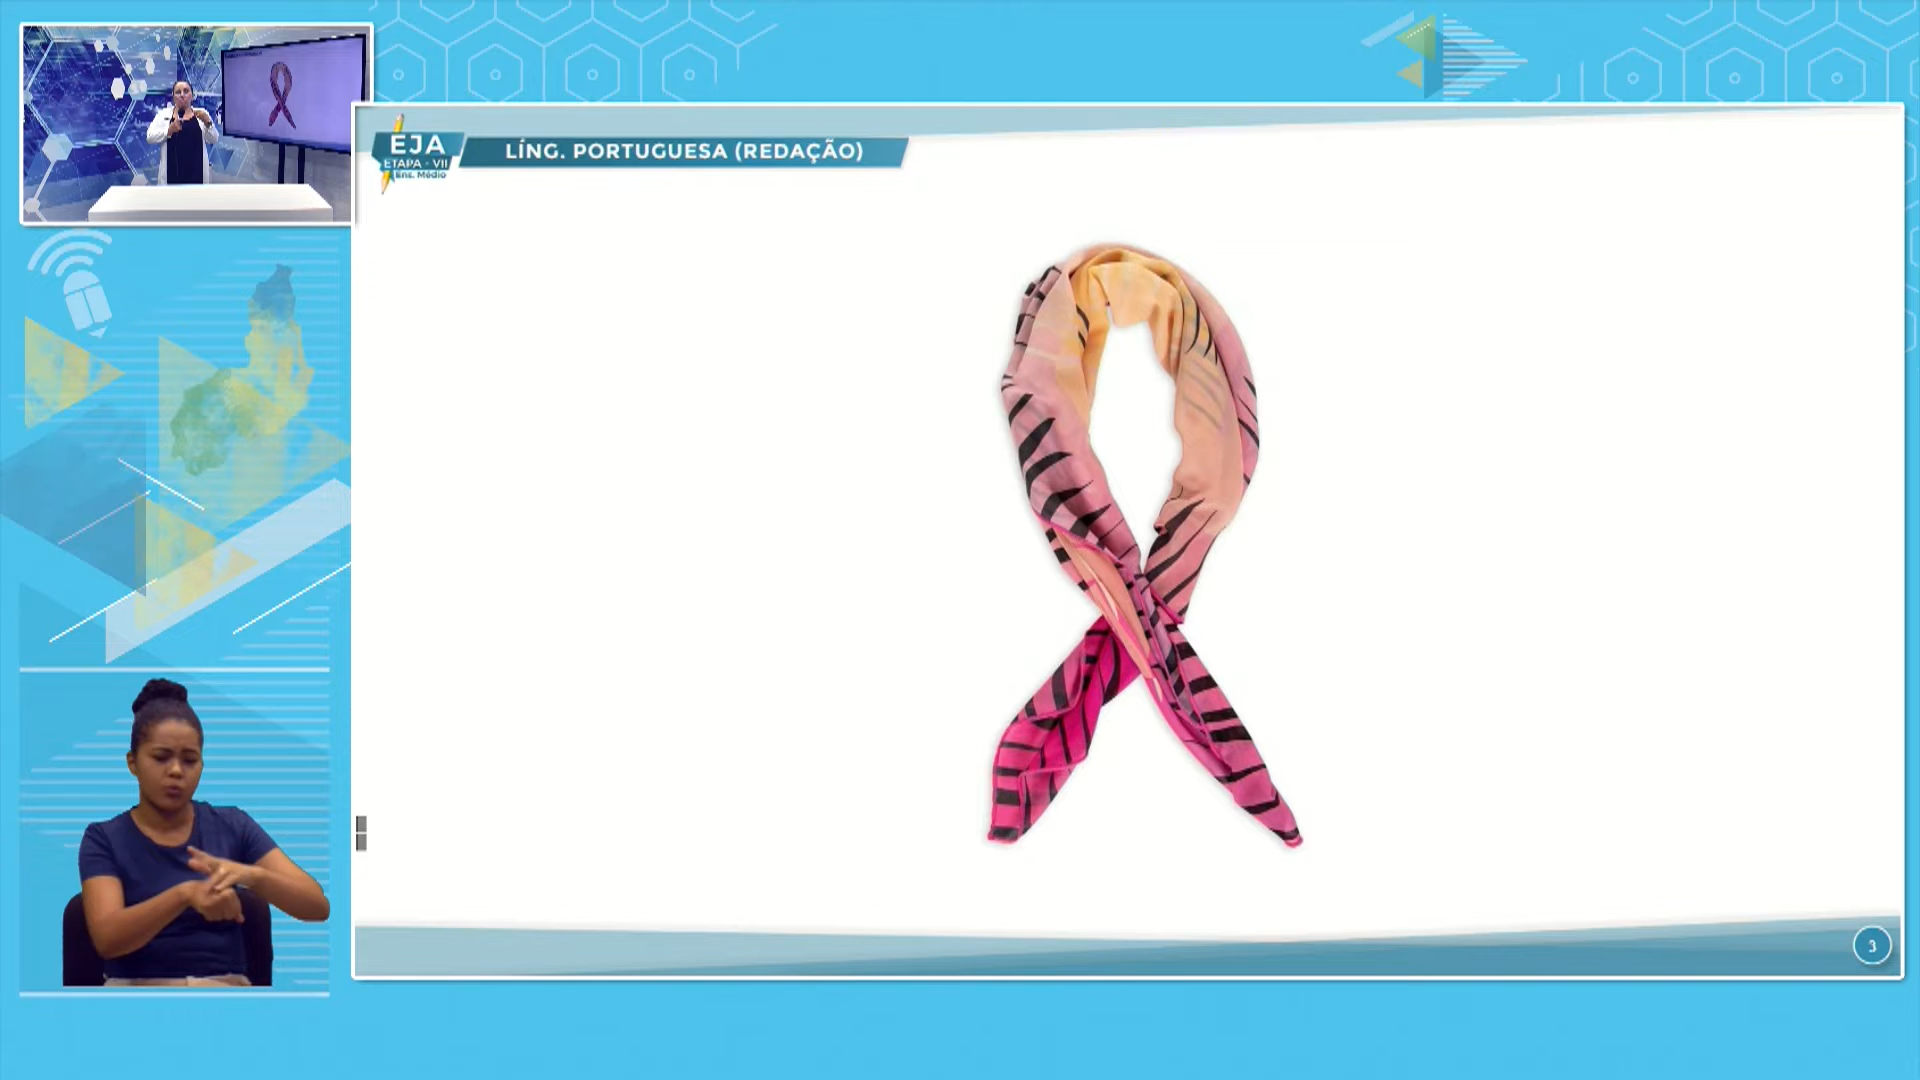 EJA
ETAPA - VII
Ens. Médio
LÍNG. PORTUGUESA (REDAÇÃO)
3